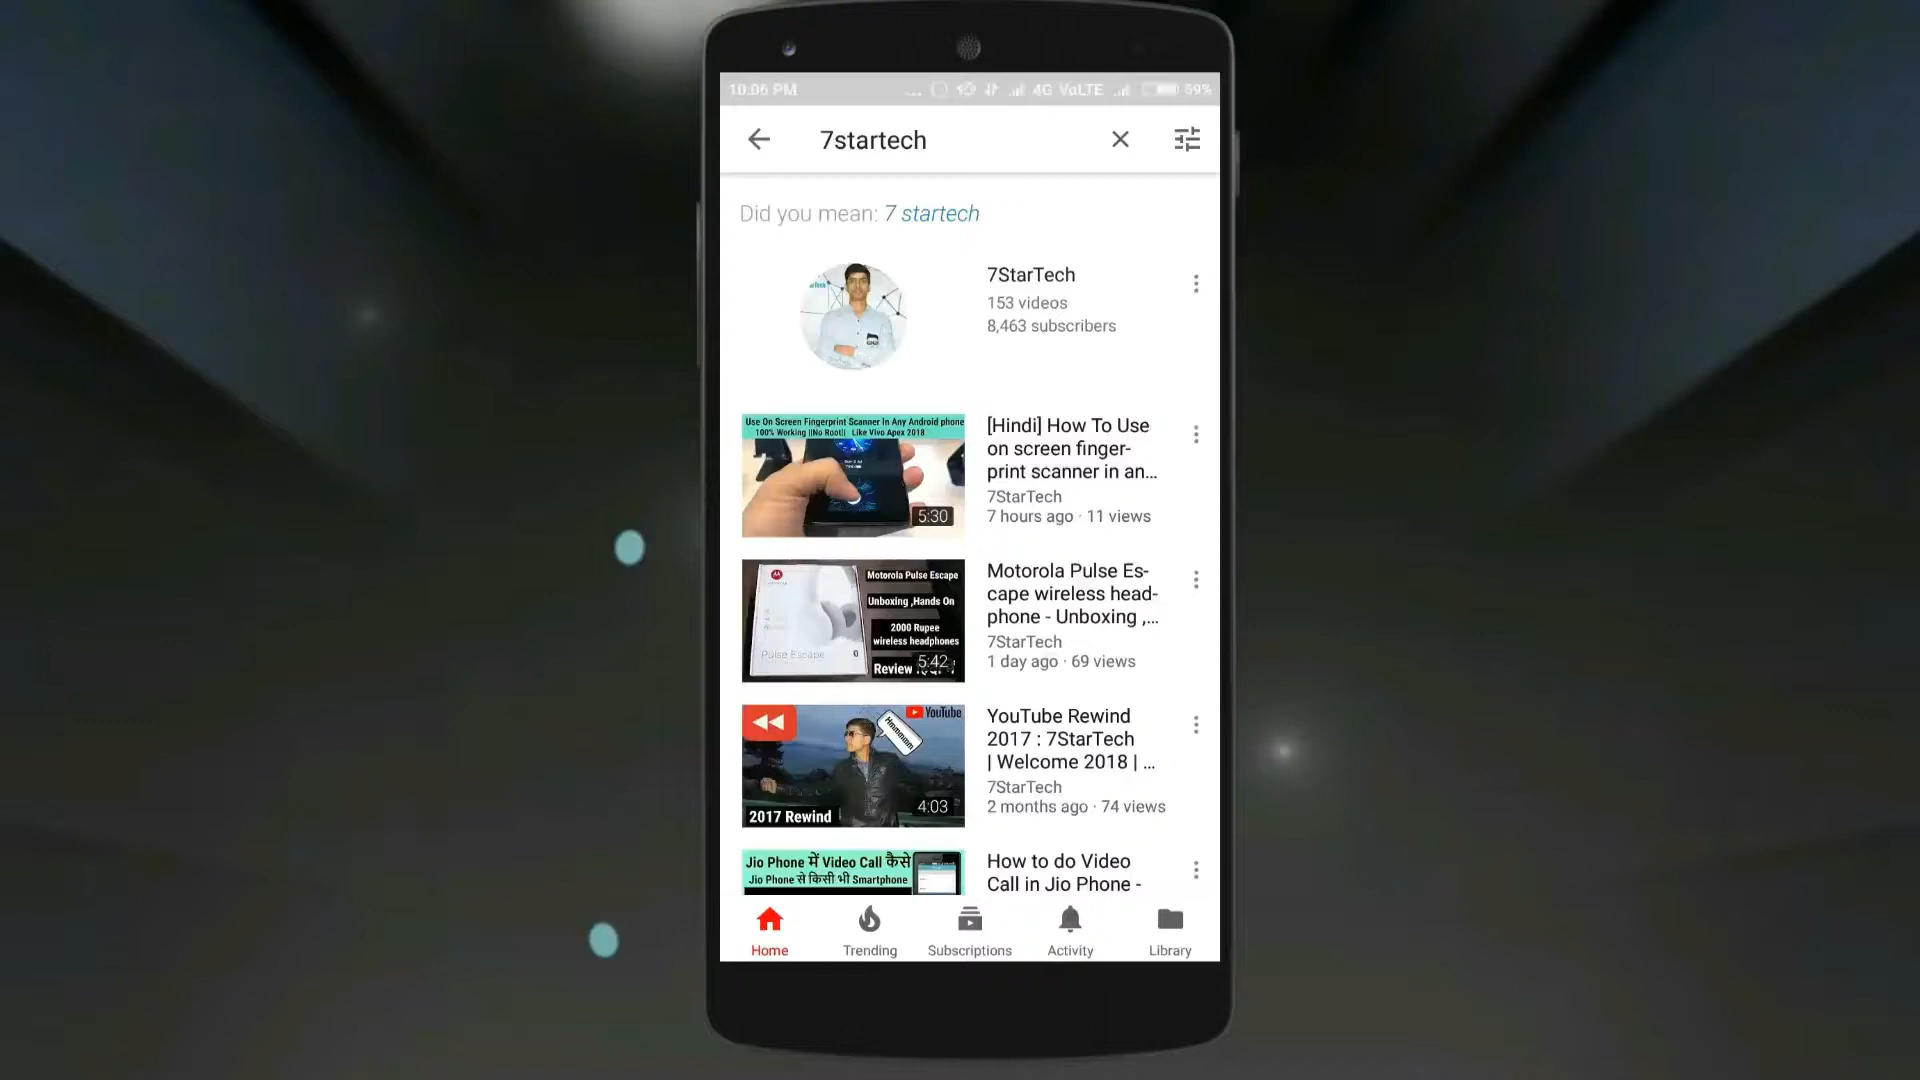 10:06 PM
... 4G VoLTE 59%
7startech
Did you mean: 7 startech
7StarTech
153 videos
8,463 subscribers
Use On Screen Fingerprint Scanner In Any Android phone
100% Working ||No Root|| Like Vivo Apex 2018
5:30
[Hindi] How To Use
on screen finger-
print scanner in an...
7StarTech
7 hours ago · 11 views
Motorola Pulse Escape
Unboxing ,Hands On
2000 Rupee
wireless headphones
Pulse Escape
Review
5:42
Motorola Pulse Es-
cape wireless head-
phone - Unboxing ,...
7StarTech
1 day ago · 69 views
YouTube
Hmmmmm
2017 Rewind
4:03
YouTube Rewind
2017 : 7StarTech
| Welcome 2018 | ...
7StarTech
2 months ago · 74 views
Jio Phone में Video Call कैसे
Jio Phone से किसी भी Smartphone
How to do Video
Call in Jio Phone -
Home
Trending
Subscriptions
Activity
Library